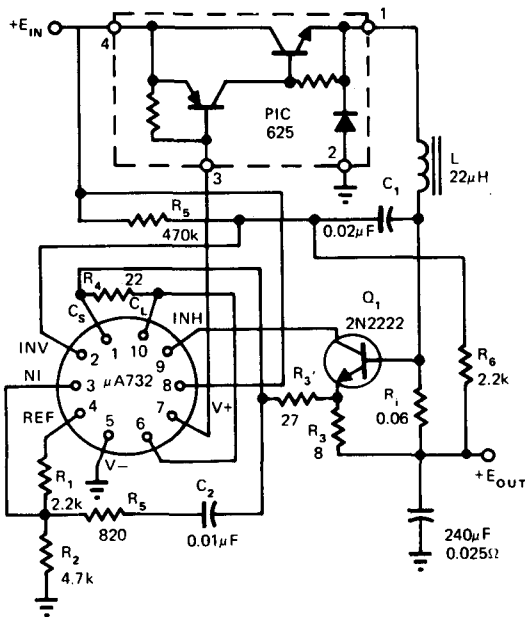 +E_IN
4
1
PIC
625
3
2
L
22μH
R5
470k
C1
0.02μF
R4
22
CS
CL
INH
Q1
2N2222
INV
2
1
10
9
NI
3
μA732
8
R3'
27
R3
8
Ri
0.06
R6
2.2k
REF
4
5
6
7
V+
V−
+E_OUT
R1
2.2k
R5
820
C2
0.01μF
R2
4.7k
240μF
0.025Ω